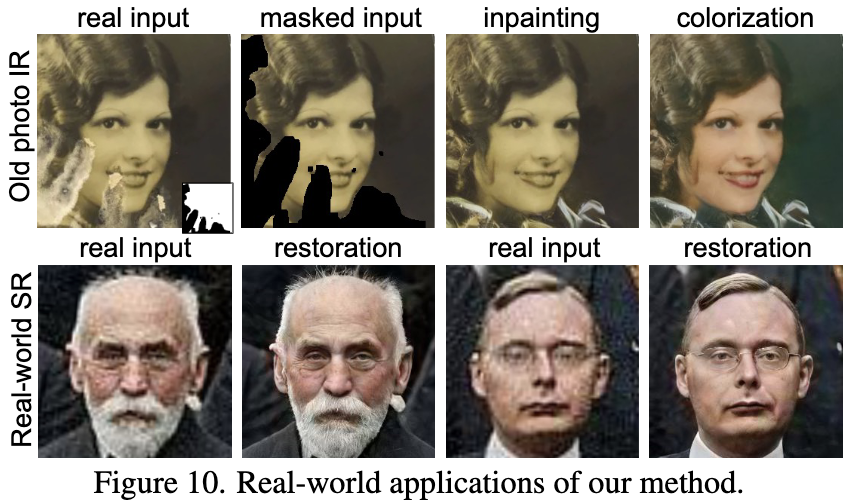 real input masked input inpainting colorization
Old photo IR
real input restoration real input restoration
Real-world SR
Figure 10. Real-world applications of our method.